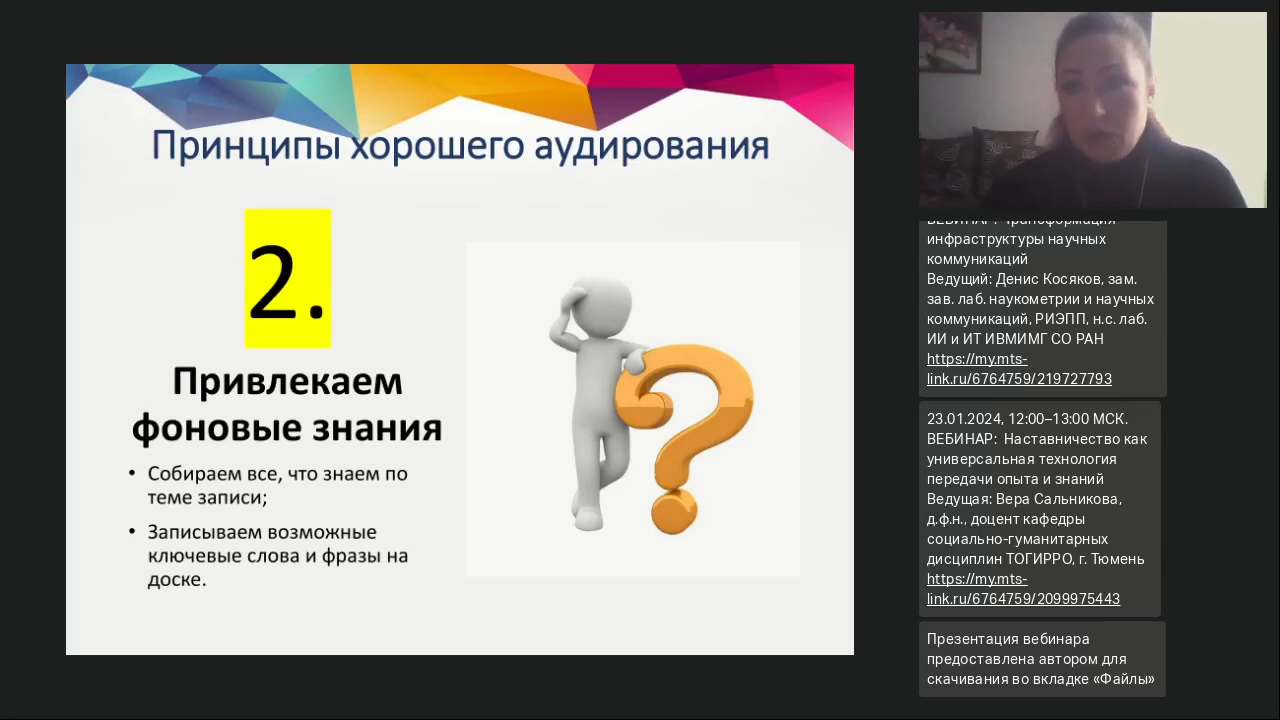 Принципы хорошего аудирования
2.
Привлекаем
фоновые знания
• Собираем все, что знаем по
теме записи;
• Записываем возможные
ключевые слова и фразы на
доске.
ВЕБИНАР: Трансформация
инфраструктуры научных
коммуникаций
Ведущий: Денис Косяков, зам.
зав. лаб. наукометрии и научных
коммуникаций, РИЭПП, н.с. лаб.
ИИ и ИТ ИВМИМГ СО РАН
https://my.mts-
link.ru/6764759/219727793
23.01.2024, 12:00–13:00 МСК.
ВЕБИНАР: Наставничество как
универсальная технология
передачи опыта и знаний
Ведущая: Вера Сальникова,
д.ф.н., доцент кафедры
социально-гуманитарных
дисциплин ТОГИРРО, г. Тюмень
https://my.mts-
link.ru/6764759/2099975443
Презентация вебинара
предоставлена автором для
скачивания во вкладке «Файлы»